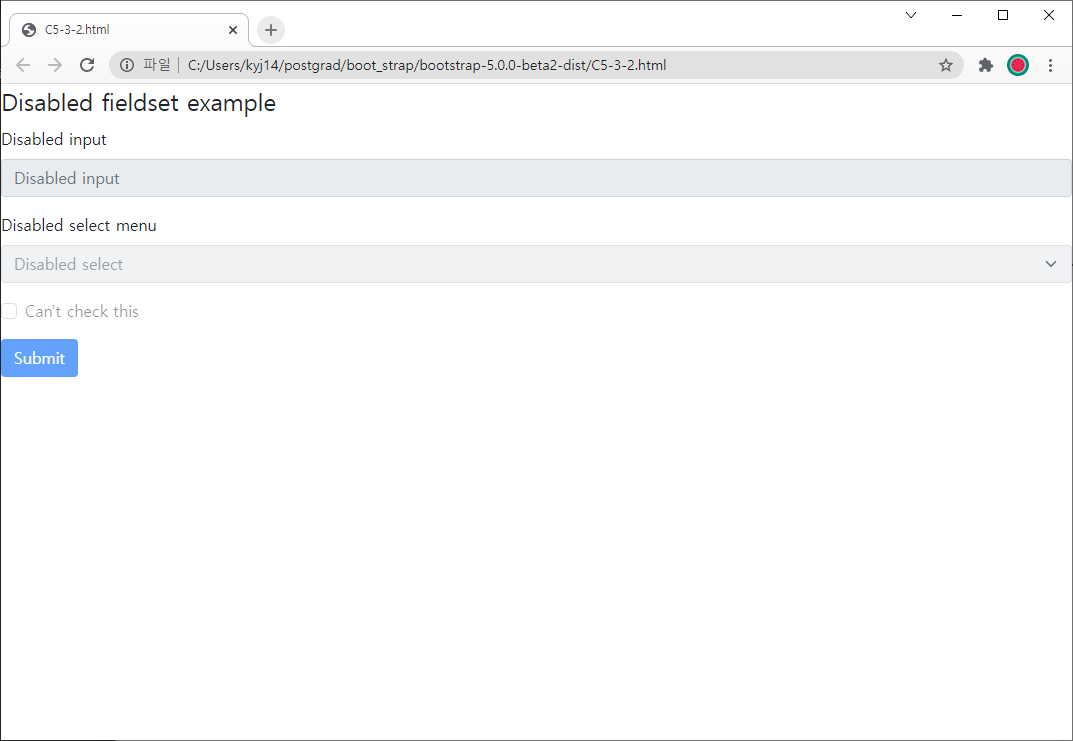 C5-3-2.html
파일 C:/Users/kyj14/postgrad/boot_strap/bootstrap-5.0.0-beta2-dist/C5-3-2.html
Disabled fieldset example
Disabled input
Disabled input
Disabled select menu
Disabled select
Can't check this
Submit